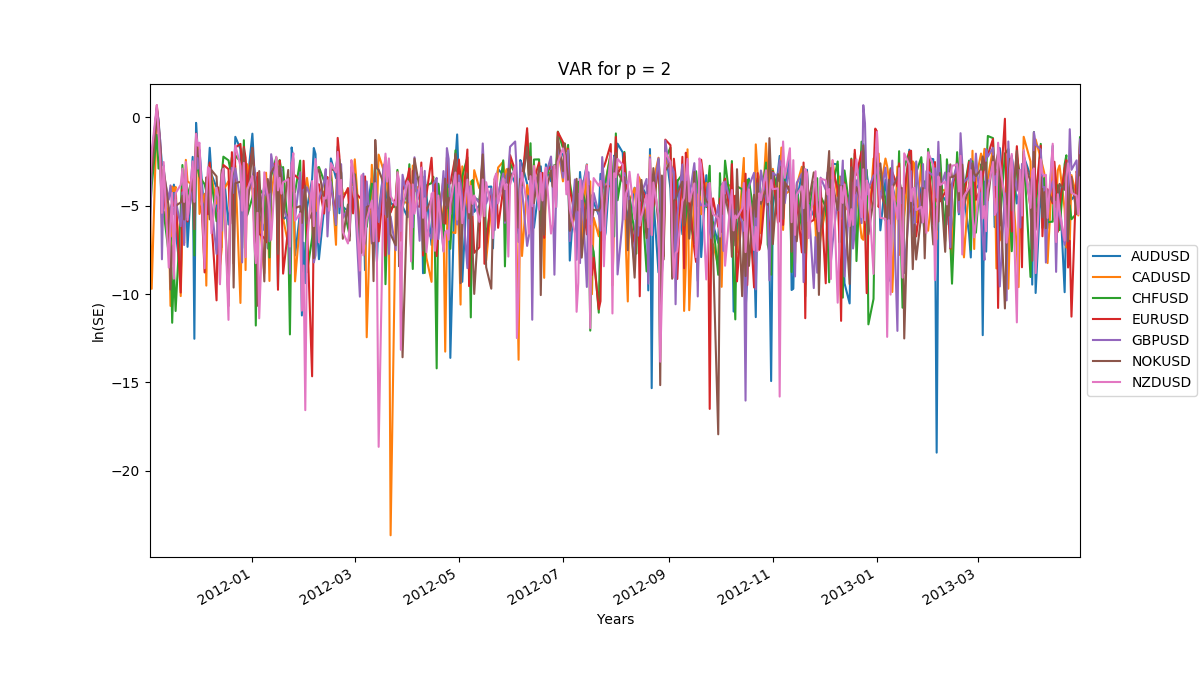 VAR for p = 2
0
−5
−10
−15
−20
ln(SE)
2012-01
2012-03
2012-05
2012-07
2012-09
2012-11
2013-01
2013-03
Years
AUDUSD
CADUSD
CHFUSD
EURUSD
GBPUSD
NOKUSD
NZDUSD